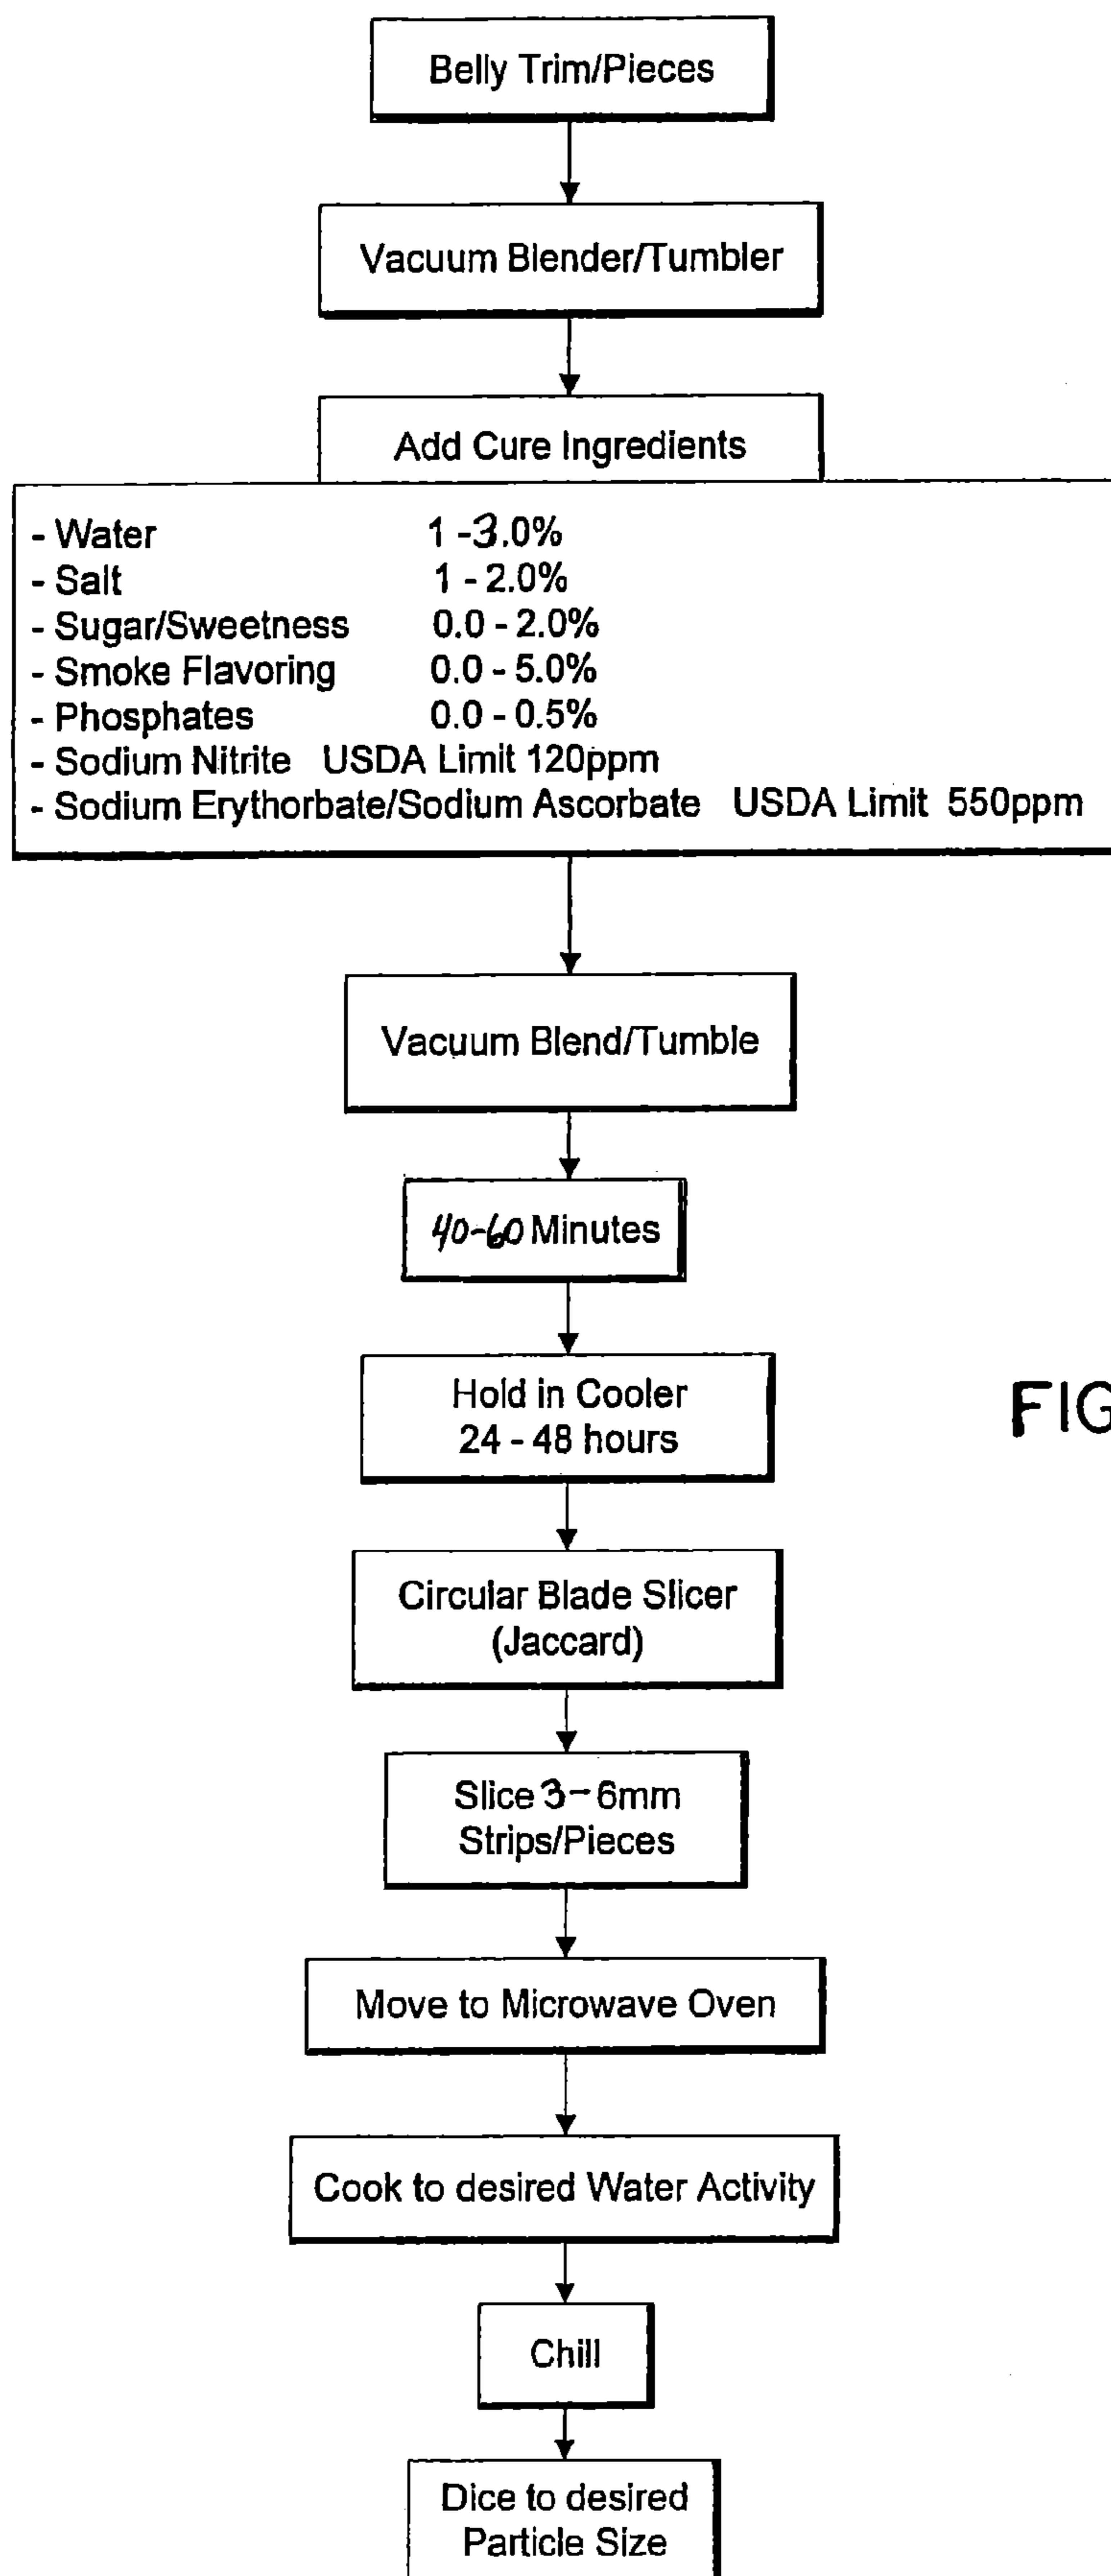 Belly Trim/Pieces
Vacuum Blender/Tumbler
Add Cure Ingredients
- Water 1 -3.0%
- Salt 1 - 2.0%
- Sugar/Sweetness 0.0 - 2.0%
- Smoke Flavoring 0.0 - 5.0%
- Phosphates 0.0 - 0.5%
- Sodium Nitrite USDA Limit 120ppm
- Sodium Erythorbate/Sodium Ascorbate USDA Limit 550ppm
Vacuum Blend/Tumble
40-60 Minutes
Hold in Cooler
24 - 48 hours
FIG
Circular Blade Slicer
(Jaccard)
Slice 3-6mm
Strips/Pieces
Move to Microwave Oven
Cook to desired Water Activity
Chill
Dice to desired
Particle Size